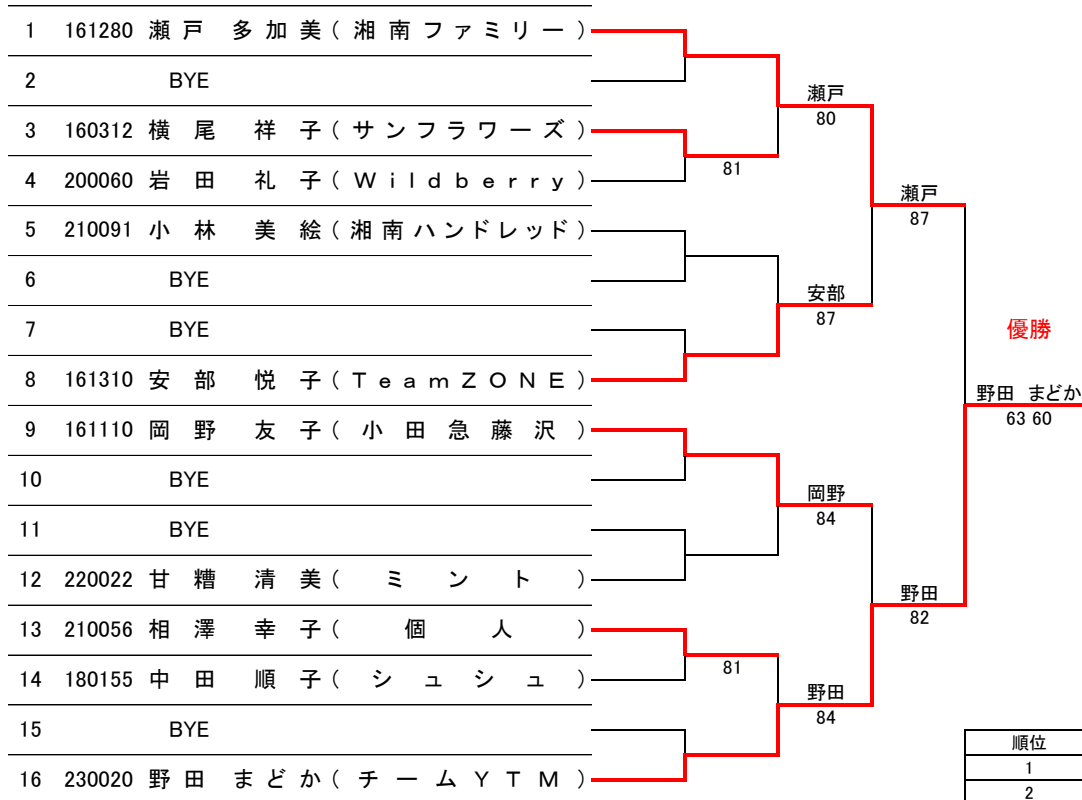 1 161280 瀬戸 多加美(湘南ファミリー)
2 BYE
3 160312 横尾 祥子(サンフラワーズ)
4 200060 岩田 礼子(Wildberry)
5 210091 小林 美絵(湘南ハンドレッド)
6 BYE
7 BYE
8 161310 安部 悦子(TeamZONE)
9 161110 岡野 友子(小田急藤沢)
10 BYE
11 BYE
12 220022 甘糟 清美(ミント)
13 210056 相澤 幸子(個人)
14 180155 中田 順子(シュシュ)
15 BYE
16 230020 野田 まどか(チームYTM)
81
81
瀬戸
80
安部
87
岡野
84
野田
84
瀬戸
87
野田
82
優勝
野田 まどか
63 60
順位
1
2